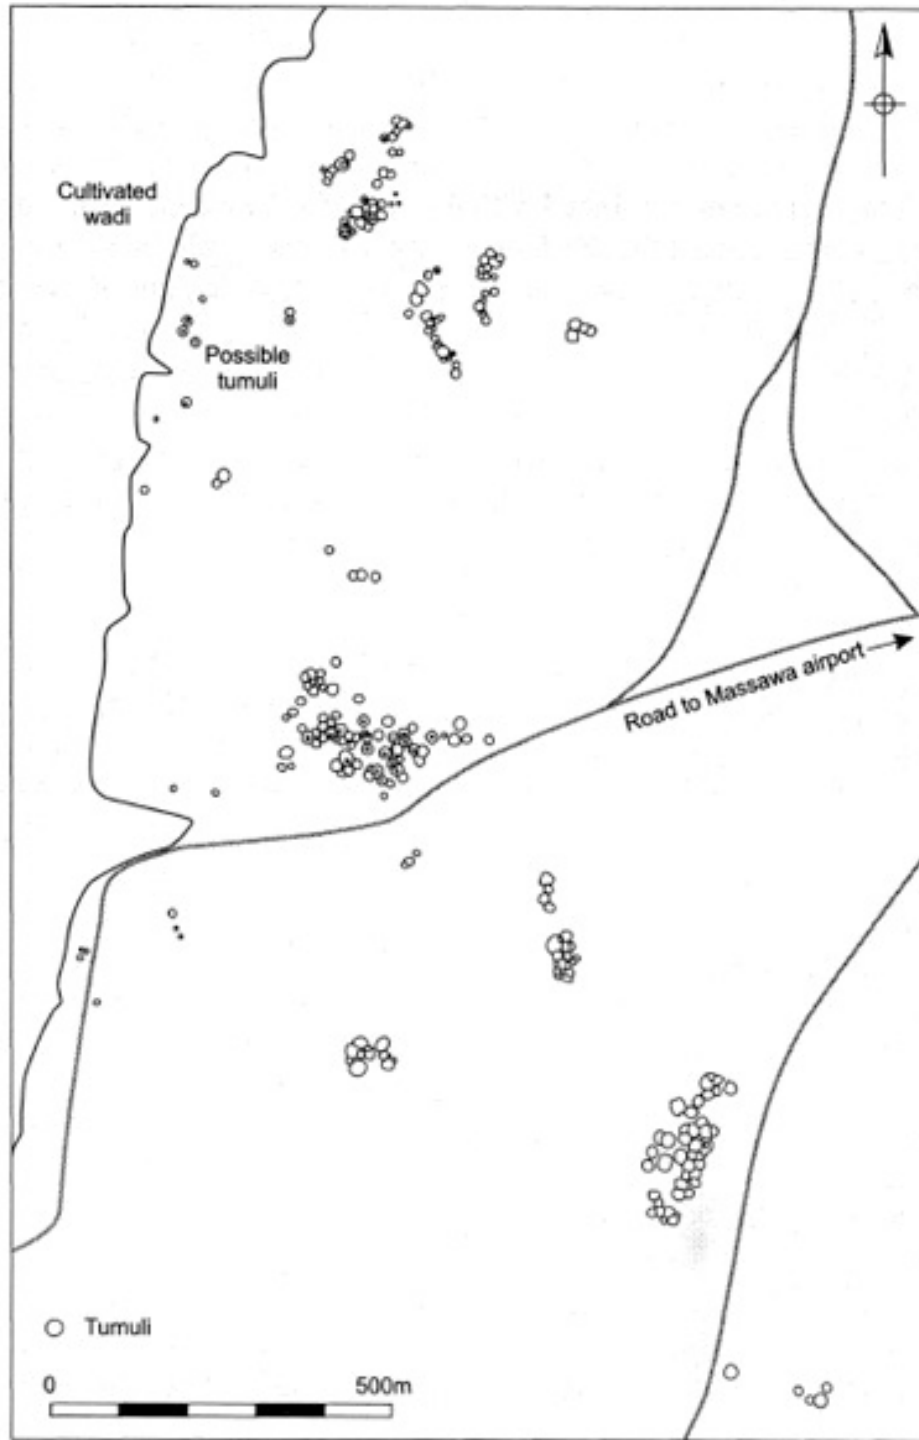 Cultivated
wadi
Possible
tumuli
Road to Massawa airport
Tumuli
0 500m